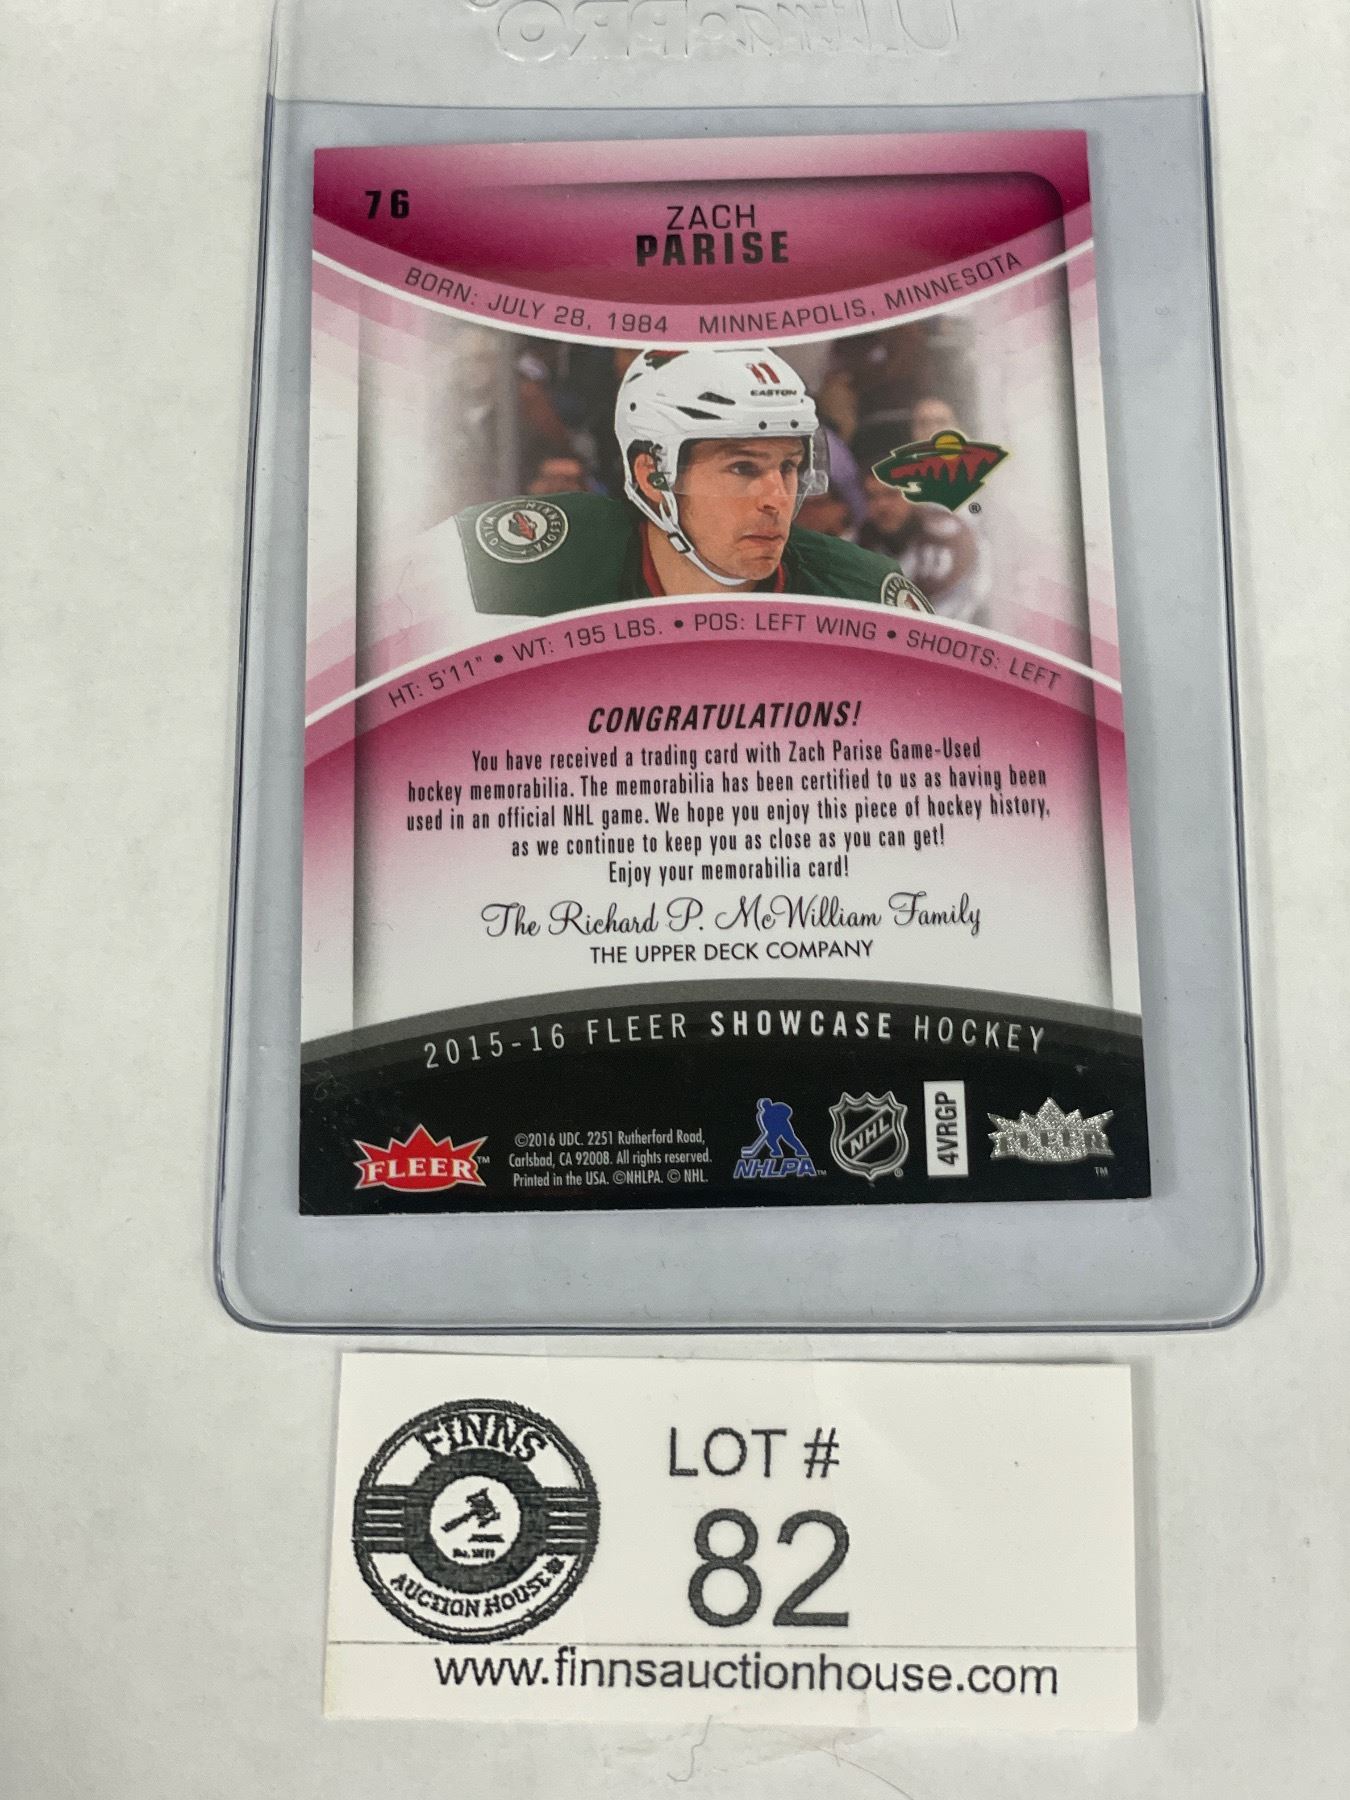 ULTRA•PRO
76
ZACH
PARISE
BORN: JULY 28, 1984 MINNEAPOLIS, MINNESOTA
11
EASTON
MINNESOTA
WILD
HT: 5'11" • WT: 195 LBS. • POS: LEFT WING • SHOOTS: LEFT
CONGRATULATIONS!
You have received a trading card with Zach Parise Game-Used
hockey memorabilia. The memorabilia has been certified to us as having been
used in an official NHL game. We hope you enjoy this piece of hockey history,
as we continue to keep you as close as you can get!
Enjoy your memorabilia card!
The Richard P. McWilliam Family
THE UPPER DECK COMPANY
2015-16 FLEER SHOWCASE HOCKEY
FLEER™
©2016 UDC. 2251 Rutherford Road,
Carlsbad, CA 92008. All rights reserved.
Printed in the USA. ©NHLPA. © NHL.
NHLPA™
NHL®
4VRGP
FLEER™
FINNS
AUCTION HOUSE
LOT #
82
www.finnsauctionhouse.com